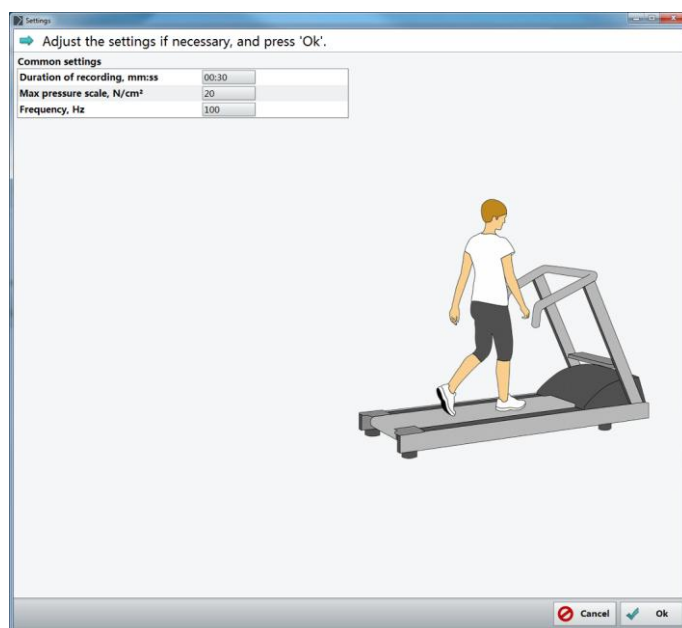 Settings
Adjust the settings if necessary, and press 'Ok'.
Common settings
Duration of recording, mm:ss 00:30
Max pressure scale, N/cm² 20
Frequency, Hz 100
Cancel Ok